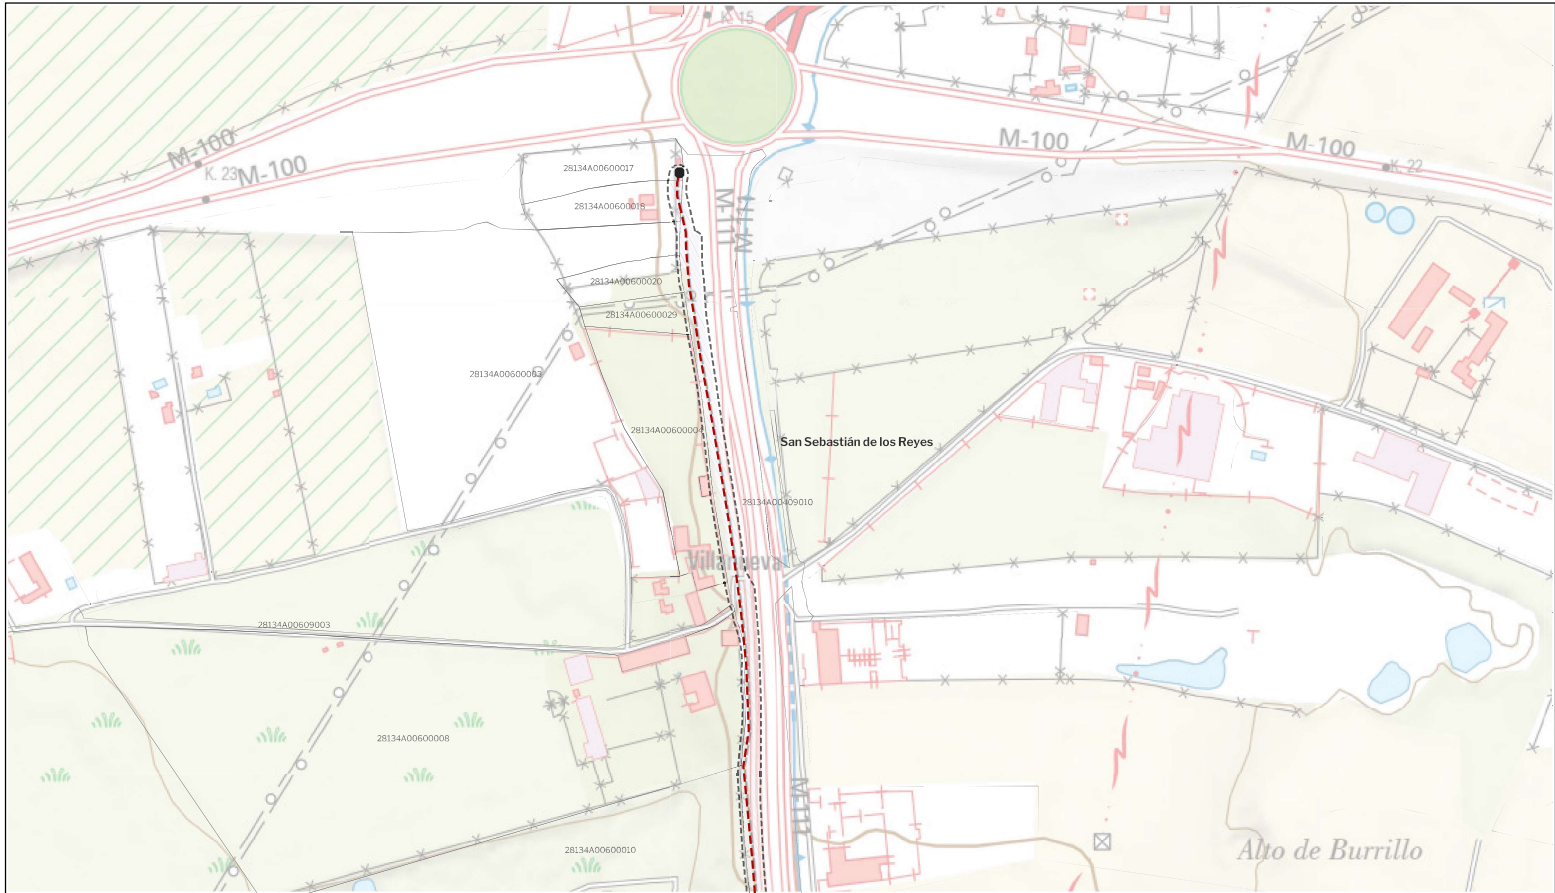 K. 15
M-100
K. 23
M-100
M-100
M-100
K. 22
28134A00600017
28134A00600018
M-111
M-111
28134A00600020
28134A00600029
28134A00600003
28134A00600004
San Sebastián de los Reyes
28134A00409010
Villanueva
28134A00609003
28134A00600008
M-111
28134A00600010
Alto de Burrillo